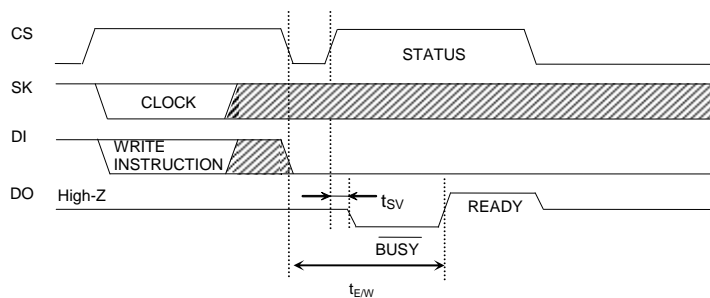 CS
STATUS
SK
CLOCK
DI
WRITE
INSTRUCTION
DO
High-Z
tSV
READY
BUSY
tE/W